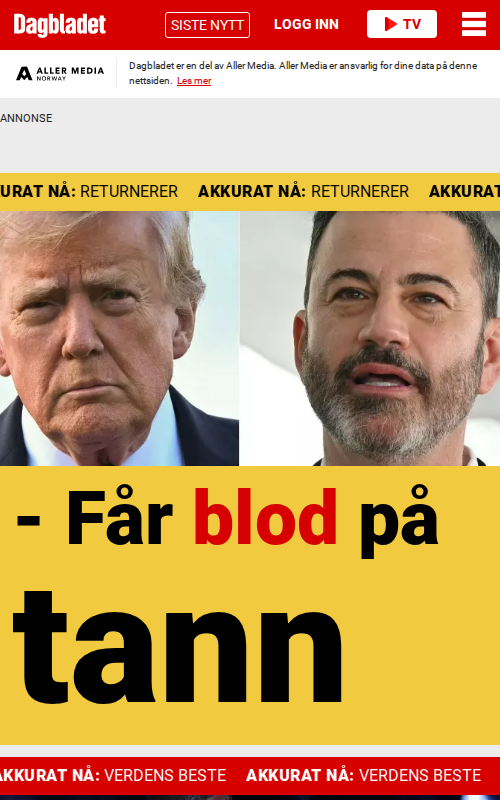 Dagbladet SISTE NYTT LOGG INN TV
ALLER MEDIA
NORWAY
Dagbladet er en del av Aller Media. Aller Media er ansvarlig for dine data på denne
nettsiden. Les mer
ANNONSE
URAT NÅ: RETURNERER AKKURAT NÅ: RETURNERER AKKURAT
- Får blod på
tann
AKKURAT NÅ: VERDENS BESTE AKKURAT NÅ: VERDENS BESTE